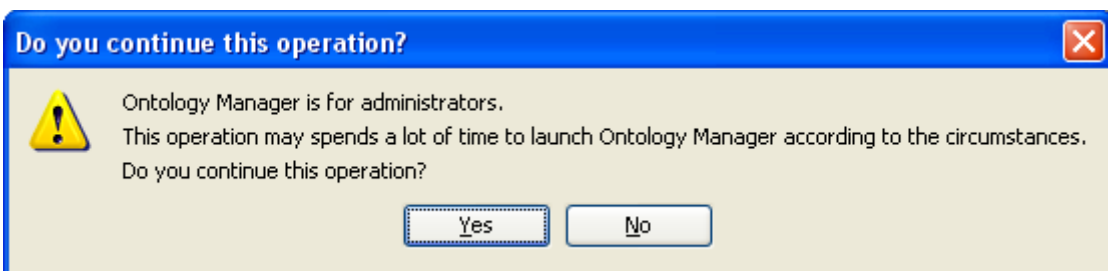 Do you continue this operation?
Ontology Manager is for administrators.
This operation may spends a lot of time to launch Ontology Manager according to the circumstances.
Do you continue this operation?
Yes No